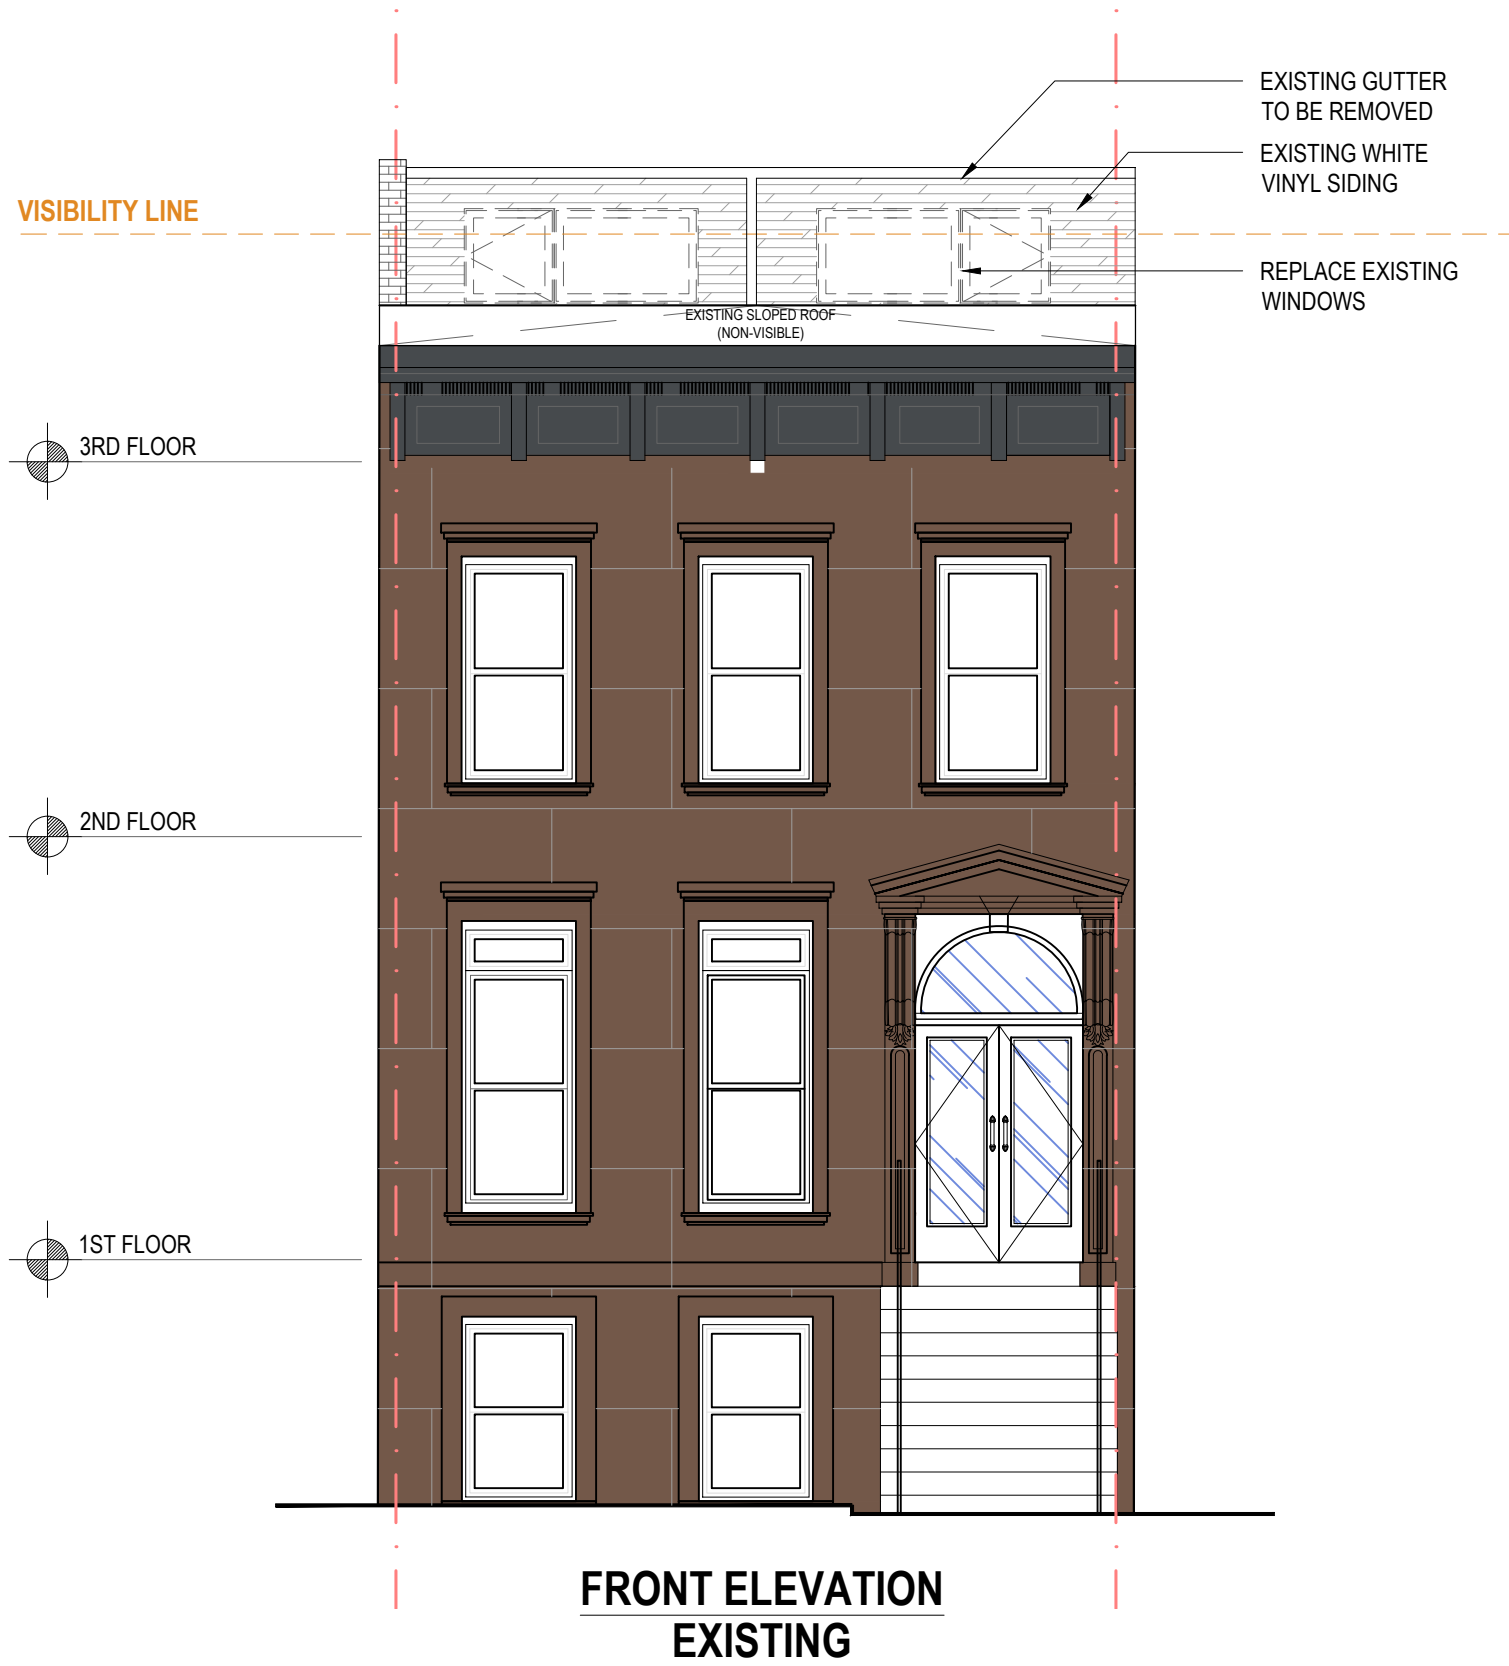 EXISTING GUTTER
TO BE REMOVED
EXISTING WHITE
VINYL SIDING
VISIBILITY LINE
REPLACE EXISTING
WINDOWS
EXISTING SLOPED ROOF
(NON-VISIBLE)
3RD FLOOR
2ND FLOOR
1ST FLOOR
FRONT ELEVATION
EXISTING